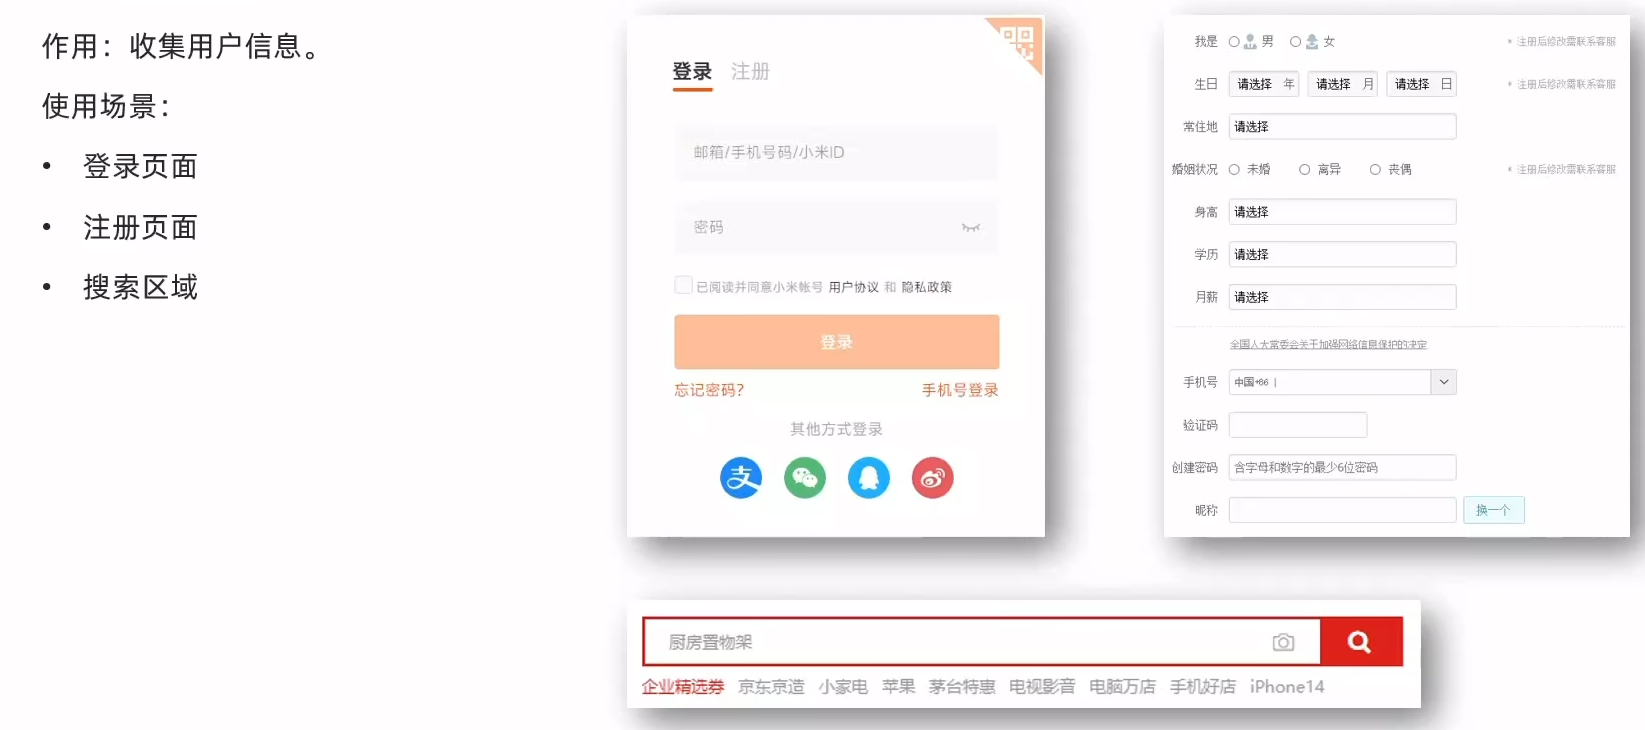 作用：收集用户信息。
使用场景：
• 登录页面
• 注册页面
• 搜索区域
登录 注册
邮箱/手机号码/小米ID
密码
已阅读并同意小米帐号 用户协议 和 隐私政策
登录
忘记密码? 手机号登录
其他方式登录
支
我是 男 女 * 注册后修改需联系客服
生日 请选择 年 请选择 月 请选择 日 * 注册后修改需联系客服
常住地 请选择
婚姻状况 未婚 离异 丧偶 * 注册后修改需联系客服
身高 请选择
学历 请选择
月薪 请选择
全国人大常委会关于加强网络信息保护的决定
手机号 中国+86 |
验证码
创建密码 含字母和数字的最少6位密码
昵称 换一个
厨房置物架
企业精选券 京东京造 小家电 苹果 茅台特惠 电视影音 电脑万店 手机好店 iPhone14